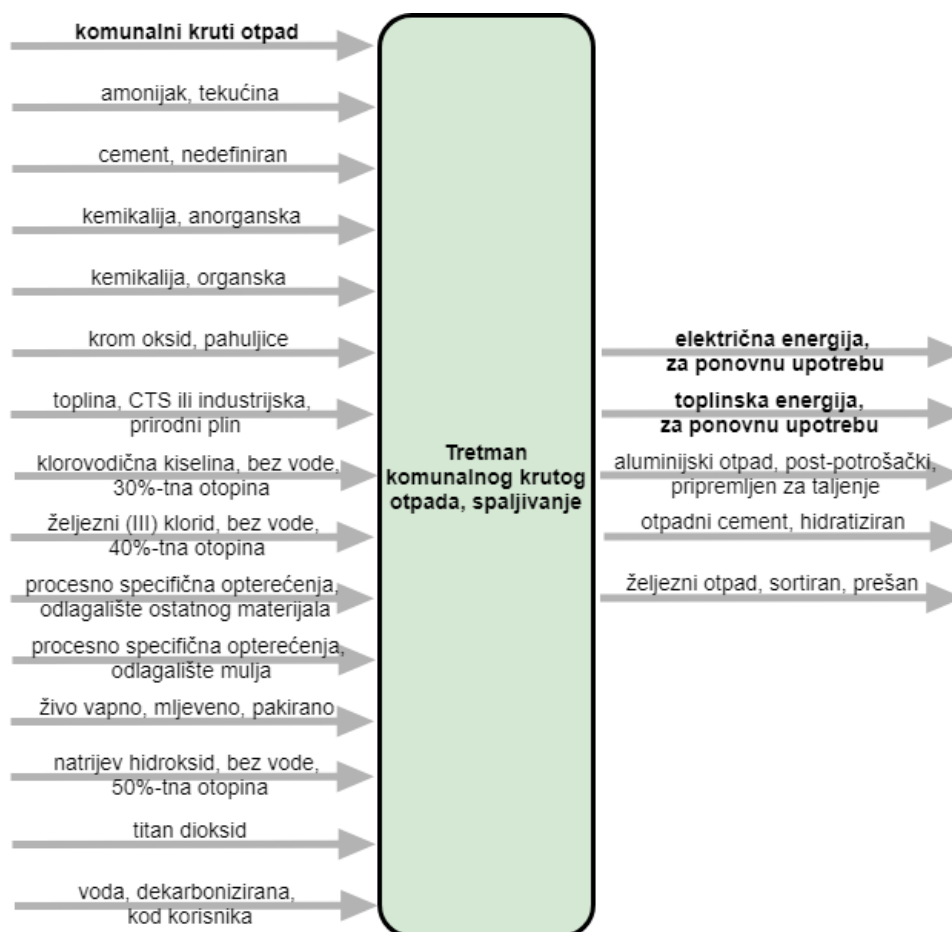 komunalni kruti otpad
amonijak, tekućina
cement, nedefiniran
kemikalija, anorganska
kemikalija, organska
krom oksid, pahuljice
toplina, CTS ili industrijska,
prirodni plin
klorovodična kiselina, bez vode,
30%-tna otopina
željezni (III) klorid, bez vode,
40%-tna otopina
procesno specifična opterećenja,
odlagalište ostatnog materijala
procesno specifična opterećenja,
odlagalište mulja
živo vapno, mljeveno, pakirano
natrijev hidroksid, bez vode,
50%-tna otopina
titan dioksid
voda, dekarbonizirana,
kod korisnika
Tretman
komunalnog krutog
otpada, spaljivanje
električna energija,
za ponovnu upotrebu
toplinska energija,
za ponovnu upotrebu
aluminijski otpad, post-potrošački,
pripremljen za taljenje
otpadni cement, hidratiziran
željezni otpad, sortiran, prešan